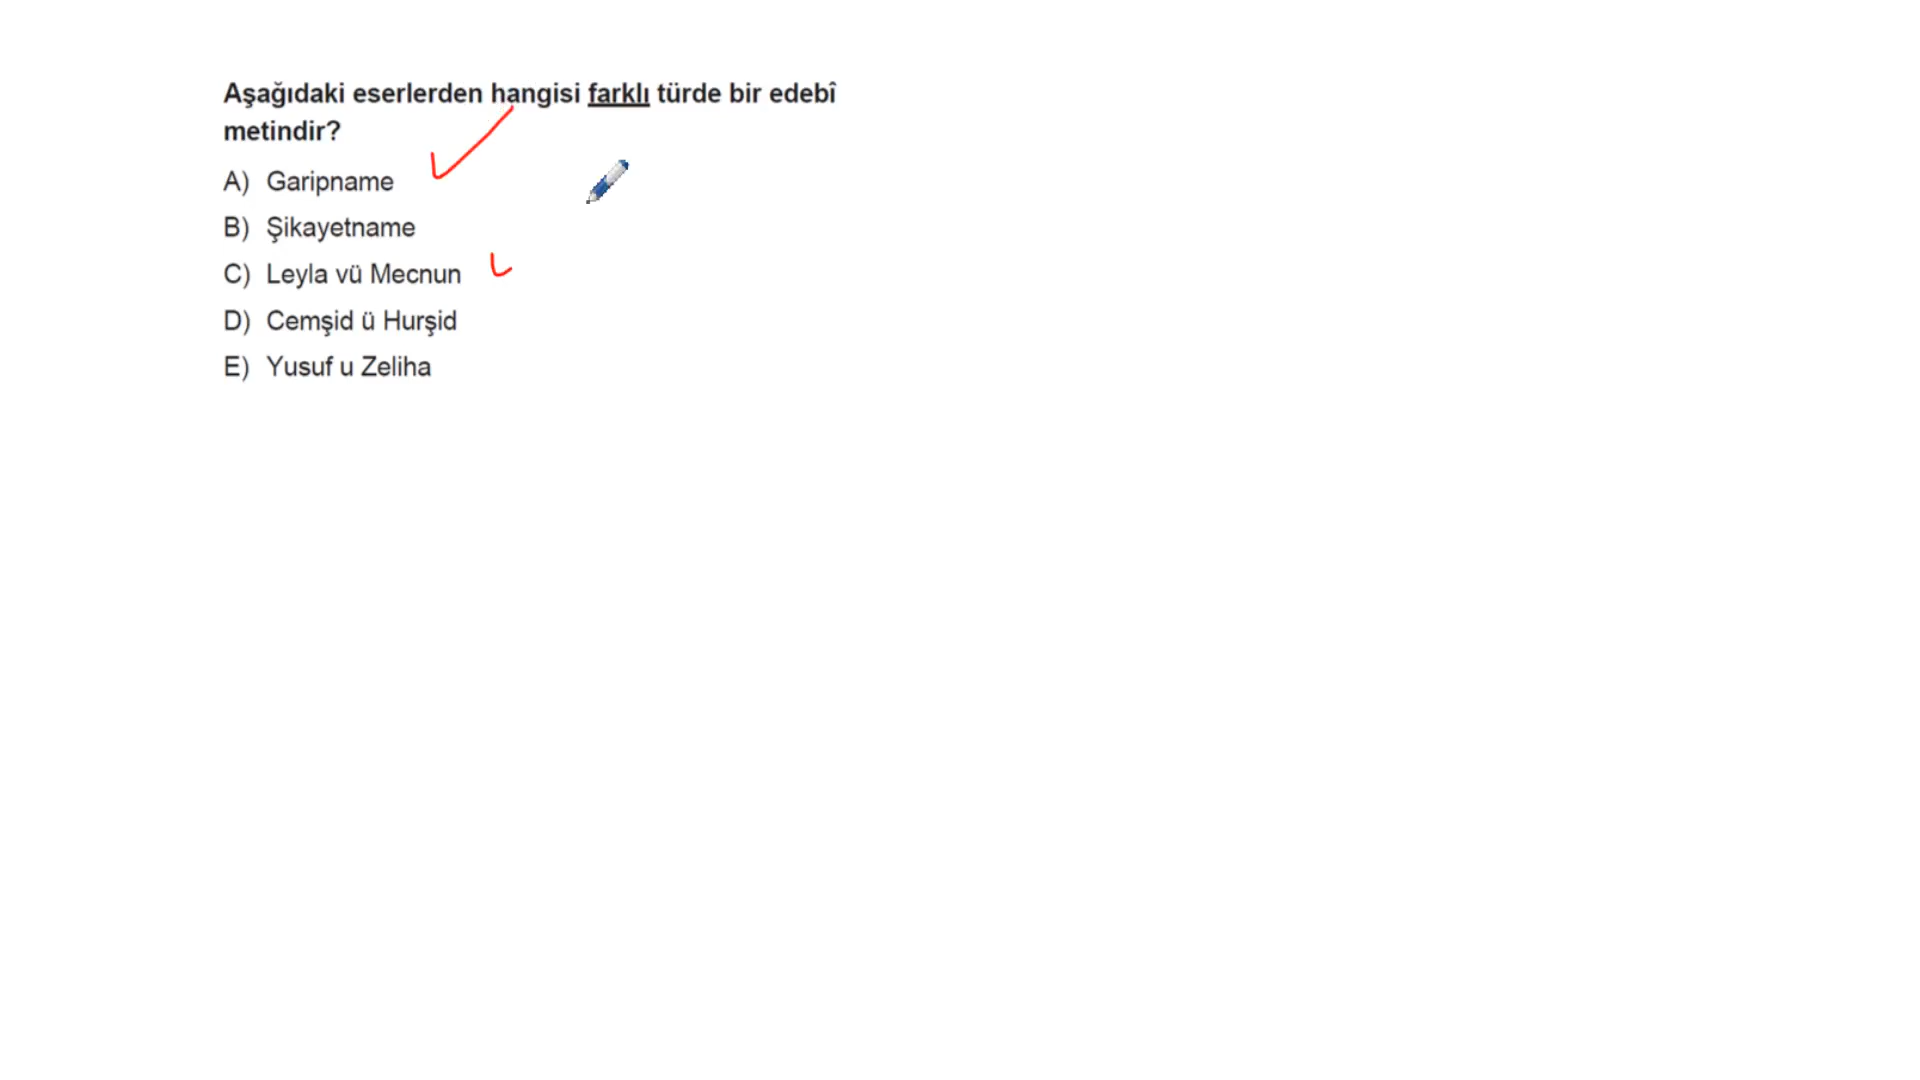 Aşağıdaki eserlerden hangisi farklı türde bir edebî
metindir?
A) Garipname
B) Şikayetname
C) Leyla vü Mecnun
D) Cemşid ü Hurşid
E) Yusuf u Zeliha